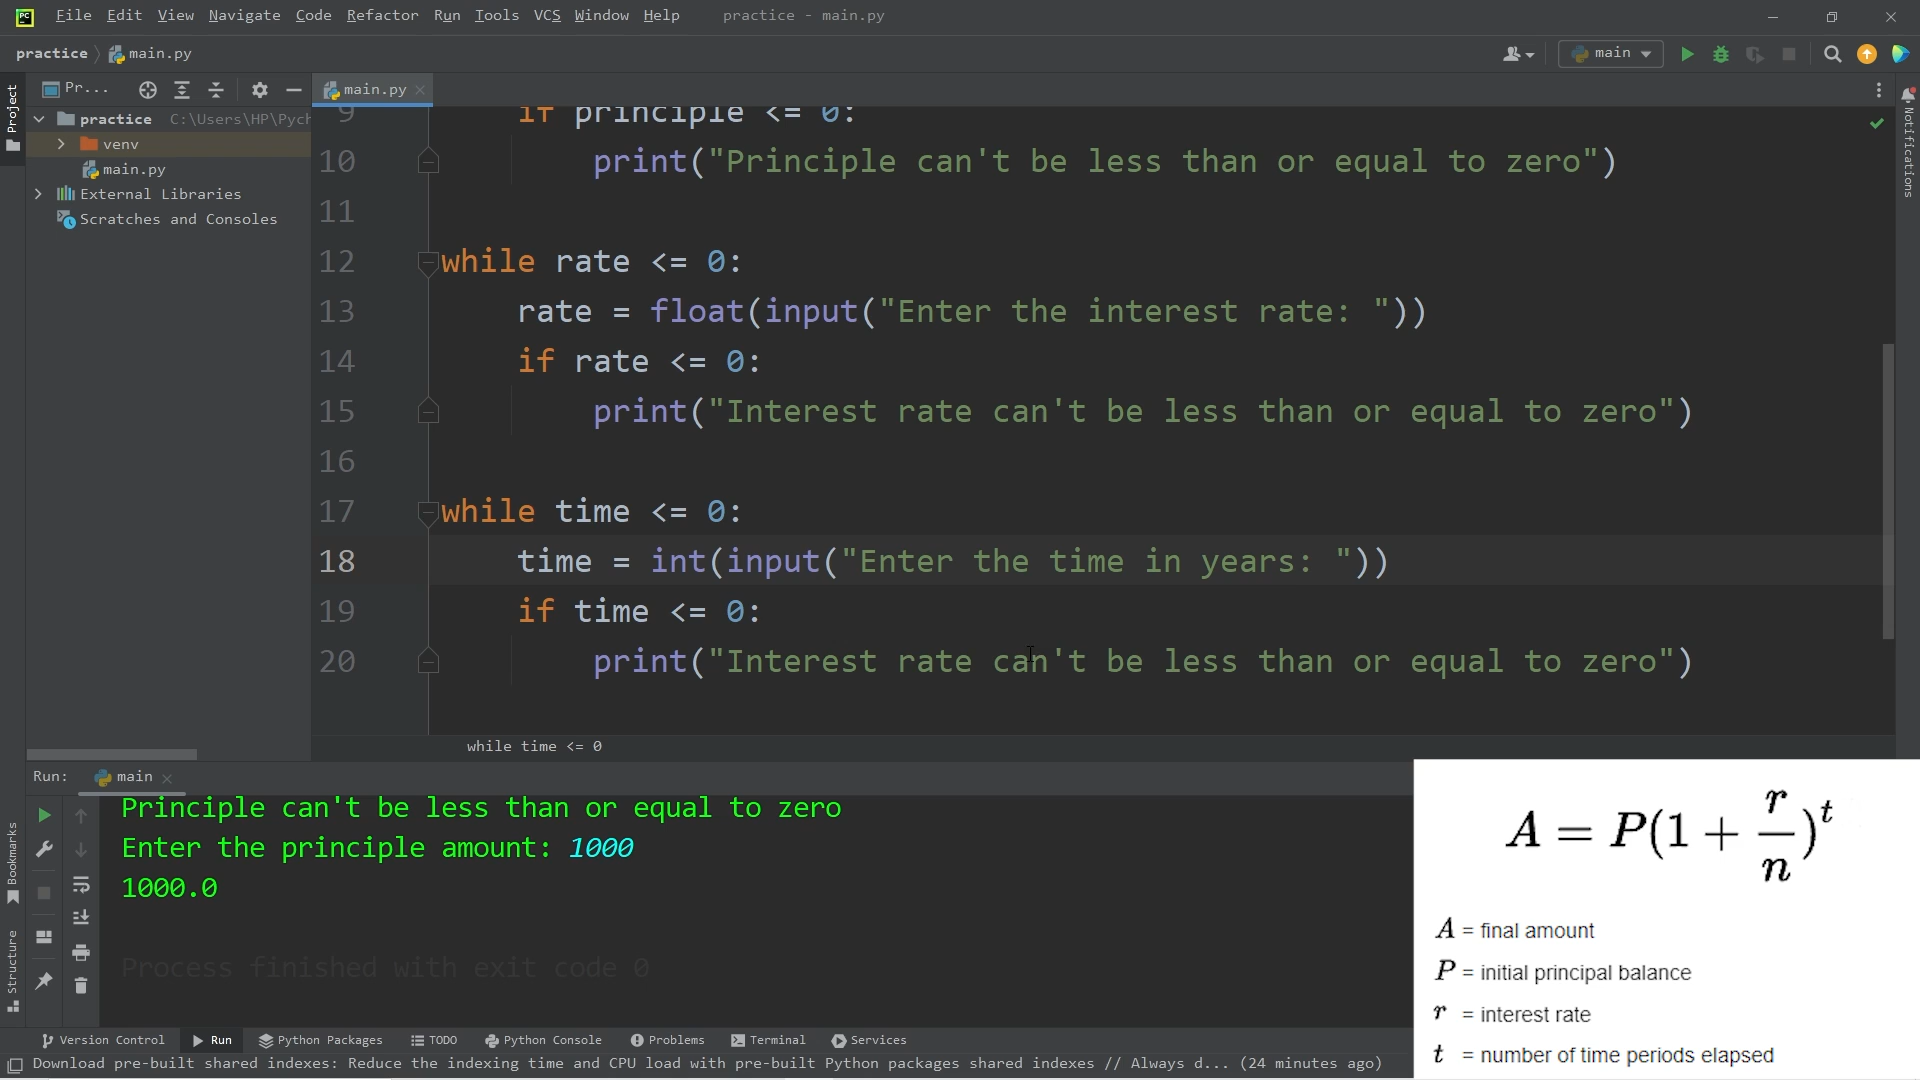 File Edit View Navigate Code Refactor Run Tools VCS Window Help practice - main.py
practice main.py
main
Project
Pr...
main.py
Notifications
practice C:\Users\HP\Pych
venv
main.py
External Libraries
Scratches and Consoles
9 if principle <= 0:
10 print("Principle can't be less than or equal to zero")
11
12 while rate <= 0:
13 rate = float(input("Enter the interest rate: "))
14 if rate <= 0:
15 print("Interest rate can't be less than or equal to zero")
16
17 while time <= 0:
18 time = int(input("Enter the time in years: "))
19 if time <= 0:
20 print("Interest rate can't be less than or equal to zero")
while time <= 0
Run: main
Principle can't be less than or equal to zero
Enter the principle amount: 1000
1000.0
Process finished with exit code 0
Bookmarks
Structure
A = P(1 + r/n)^t
A = final amount
P = initial principal balance
r = interest rate
t = number of time periods elapsed
Version Control Run Python Packages TODO Python Console Problems Terminal Services
Download pre-built shared indexes: Reduce the indexing time and CPU load with pre-built Python packages shared indexes // Always d... (24 minutes ago)